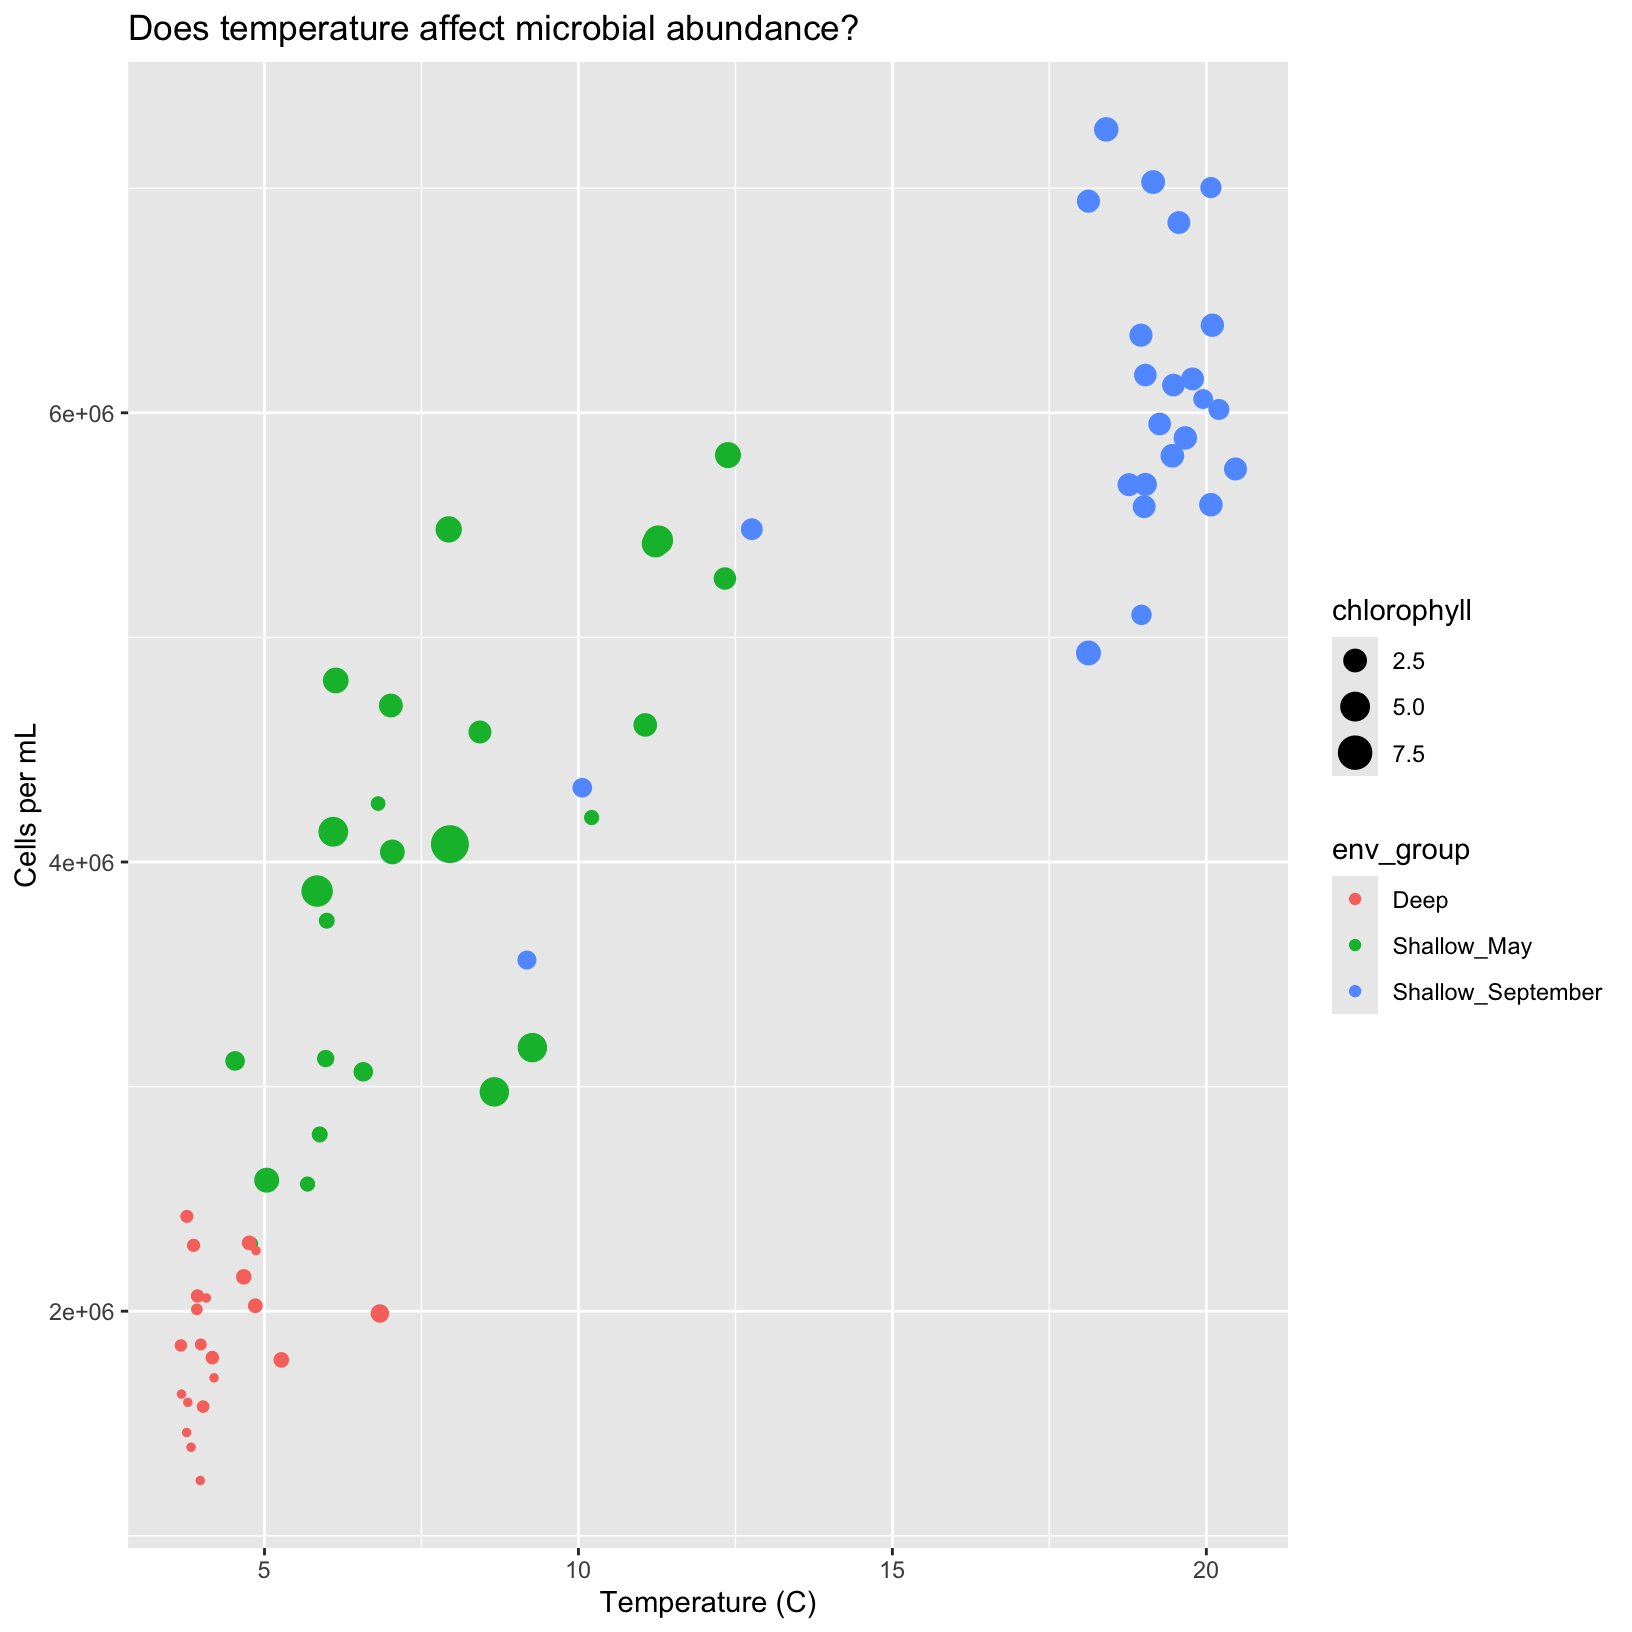 Does temperature affect microbial abundance?
Cells per mL
6e+06
4e+06
2e+06
5
10
15
20
Temperature (C)
chlorophyll
2.5
5.0
7.5
env_group
Deep
Shallow_May
Shallow_September